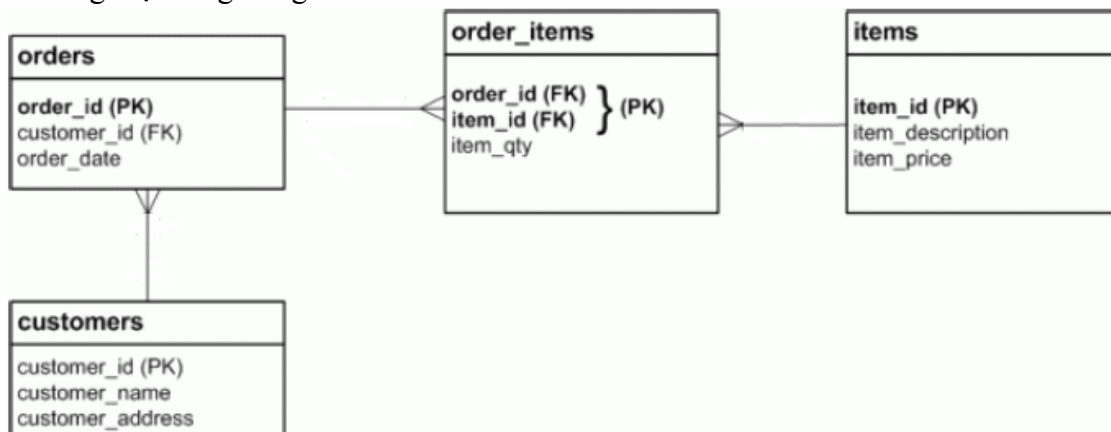 orders
order_id (PK)
customer_id (FK)
order_date
order_items
order_id (FK)
item_id (FK)
} (PK)
item_qty
items
item_id (PK)
item_description
item_price
customers
customer_id (PK)
customer_name
customer_address